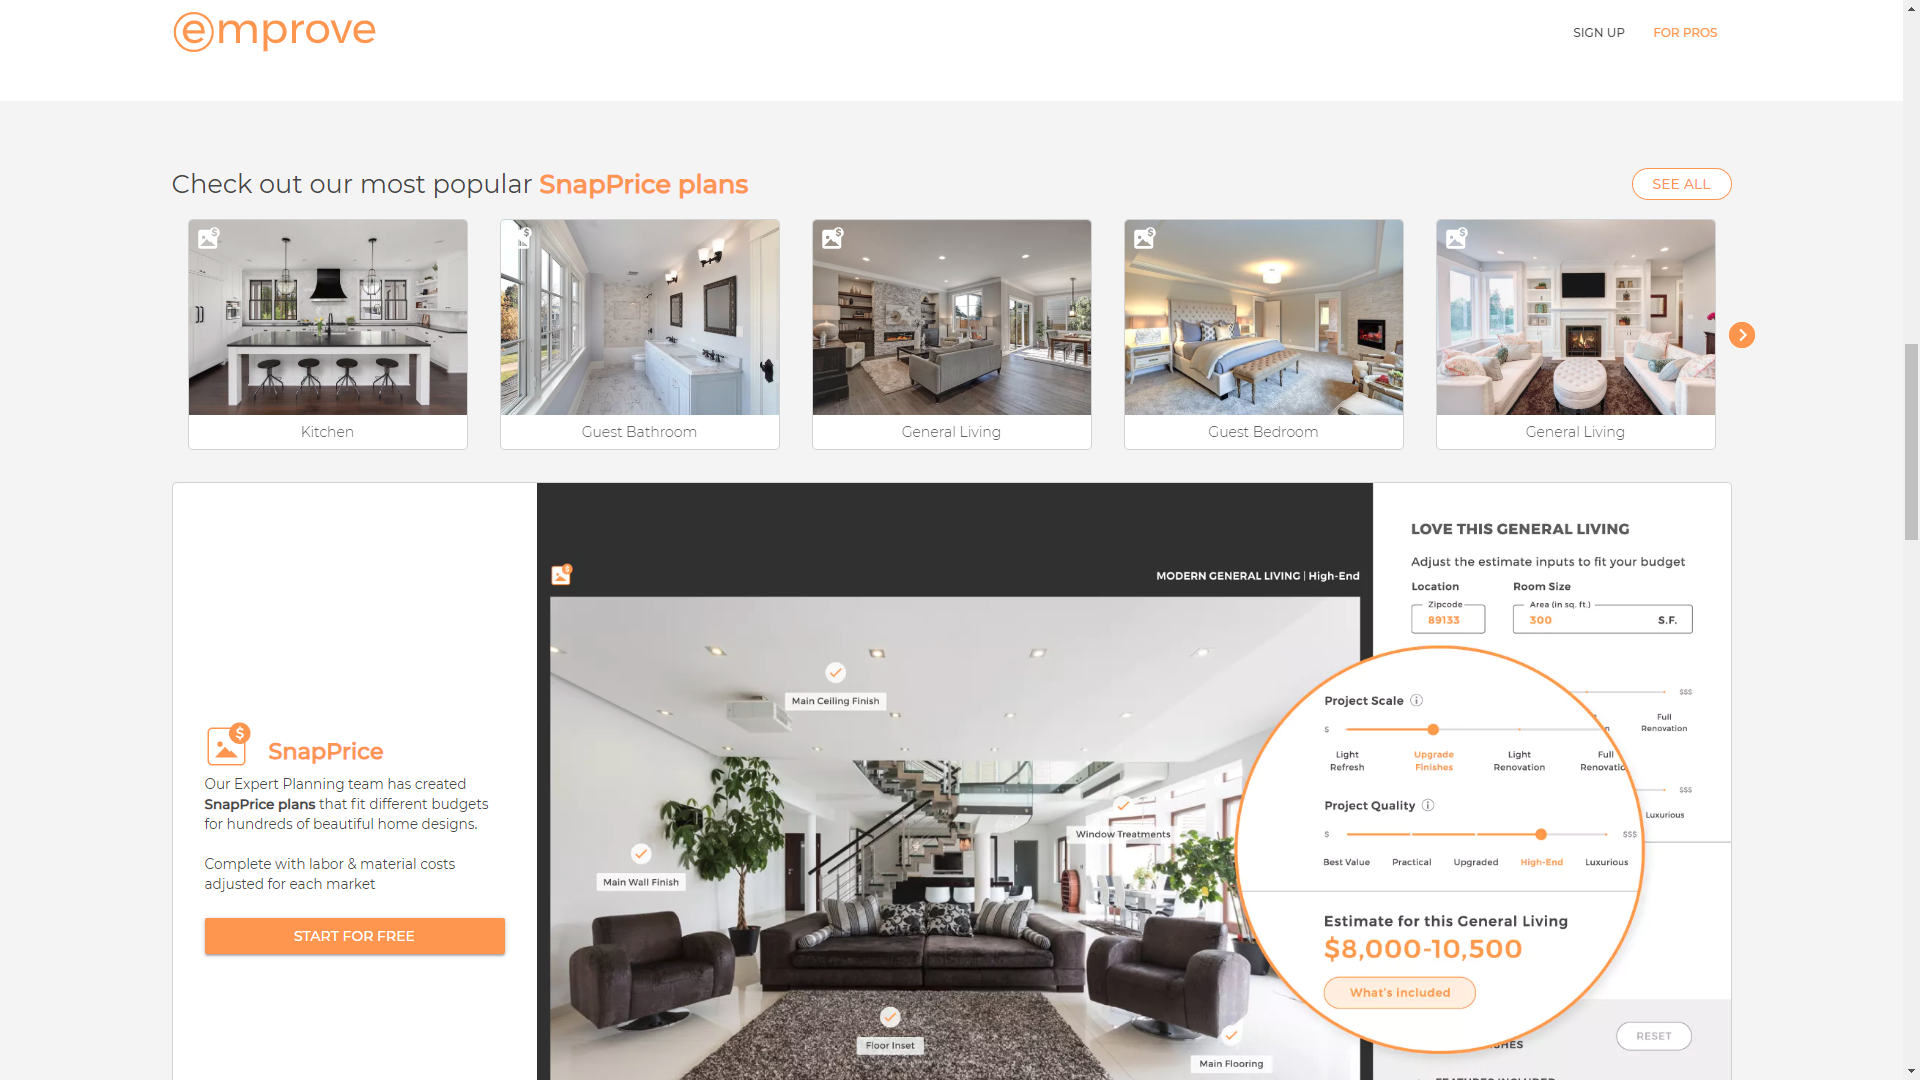 emprove
SIGN UP
FOR PROS
Check out our most popular SnapPrice plans
SEE ALL
Kitchen
Guest Bathroom
General Living
Guest Bedroom
General Living
SnapPrice
Our Expert Planning team has created
SnapPrice plans that fit different budgets
for hundreds of beautiful home designs.
Complete with labor & material costs
adjusted for each market
START FOR FREE
MODERN GENERAL LIVING | High-End
Main Ceiling Finish
Window Treatments
Main Wall Finish
Floor Inset
Main Flooring
LOVE THIS GENERAL LIVING
Adjust the estimate inputs to fit your budget
Location
Room Size
Zipcode
Area (in sq. ft.)
89133
300
S.F.
$$$
Full
Renovation
$$$
Luxurious
Project Scale
$
Light
Refresh
Upgrade
Finishes
Light
Renovation
Full
Project Quality
$
$$$
Best Value
Practical
Upgraded
High-End
Luxurious
Estimate for this General Living
$8,000-10,500
What's included
RESET